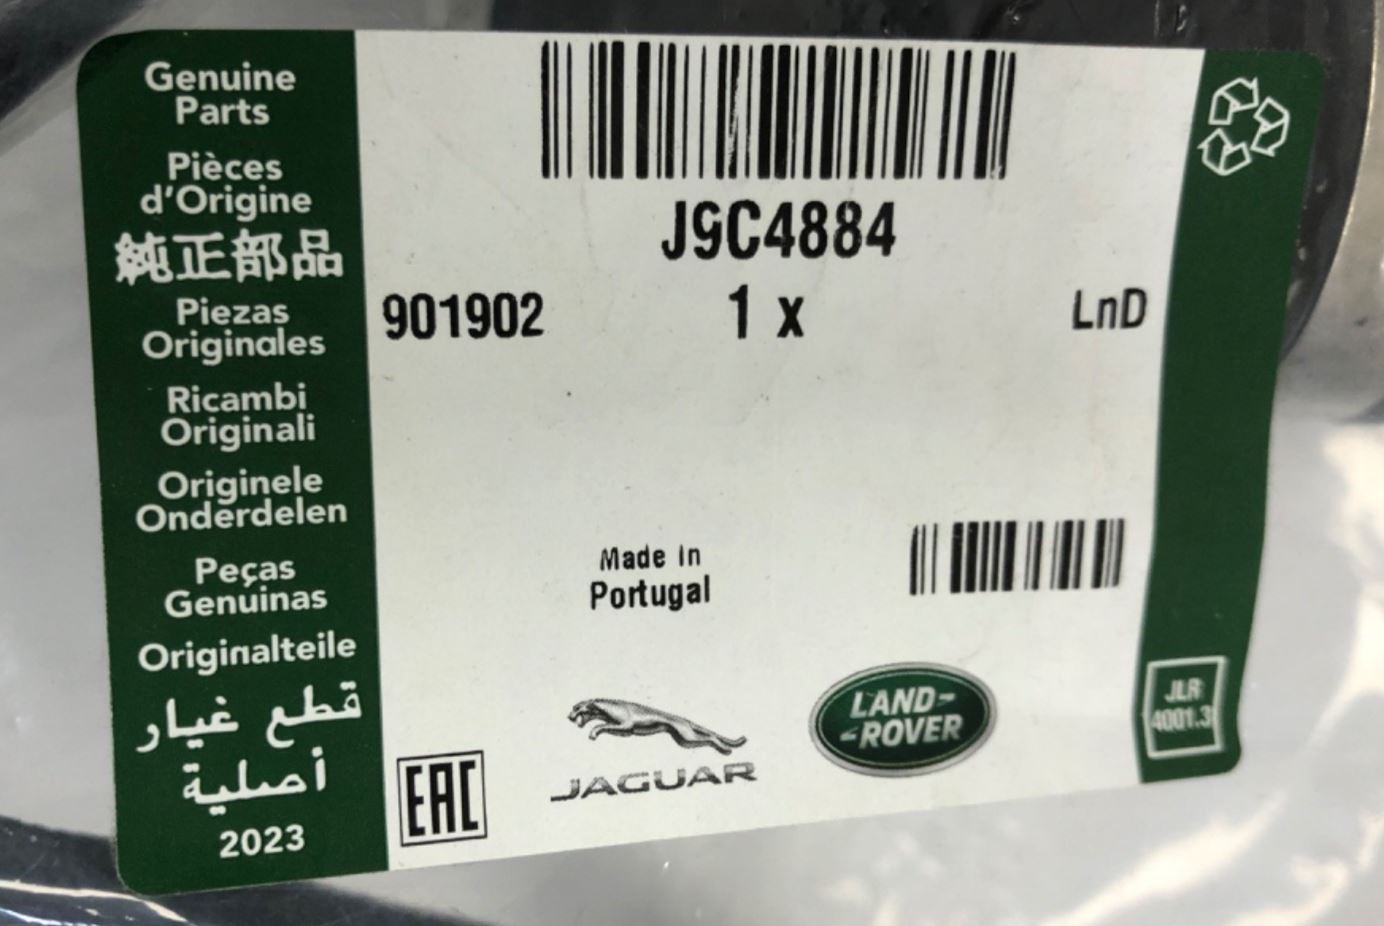 Genuine
Parts
Pièces
d'Origine
純正部品
Piezas
Originales
Ricambi
Originali
Originele
Onderdelen
Peças
Genuinas
Originalteile
قطع غيار
أصلية
2023
J9C4884
901902 1 x LnD
Made in
Portugal
EAC
JAGUAR
LAND-
-ROVER
JLR
4001.3